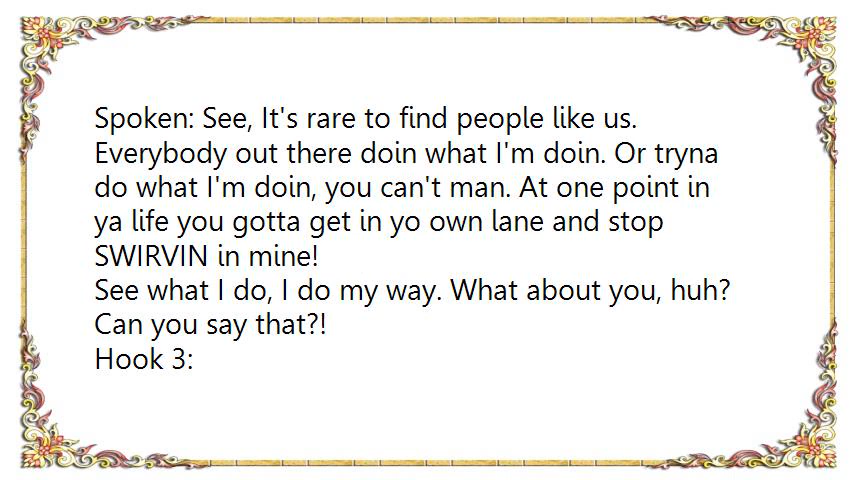 Spoken: See, It's rare to find people like us.
Everybody out there doin what I'm doin. Or tryna
do what I'm doin, you can't man. At one point in
ya life you gotta get in yo own lane and stop
SWIRVIN in mine!
See what I do, I do my way. What about you, huh?
Can you say that?!
Hook 3: